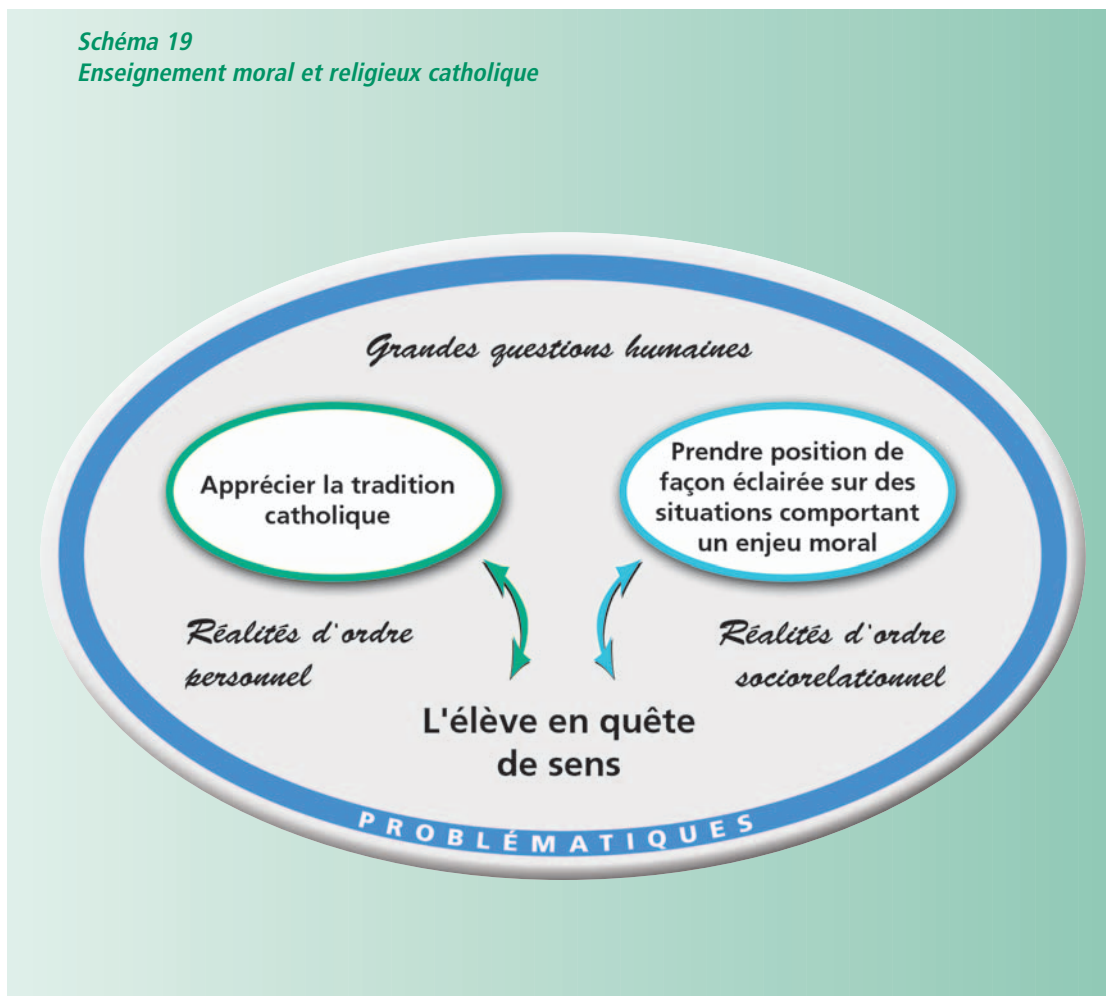 Schéma 19
Enseignement moral et religieux catholique
Grandes questions humaines
Apprécier la tradition
catholique
Prendre position de
façon éclairée sur des
situations comportant
un enjeu moral
Réalités d'ordre
personnel
Réalités d'ordre
sociorelationnel
L'élève en quête
de sens
PROBLÉMATIQUES